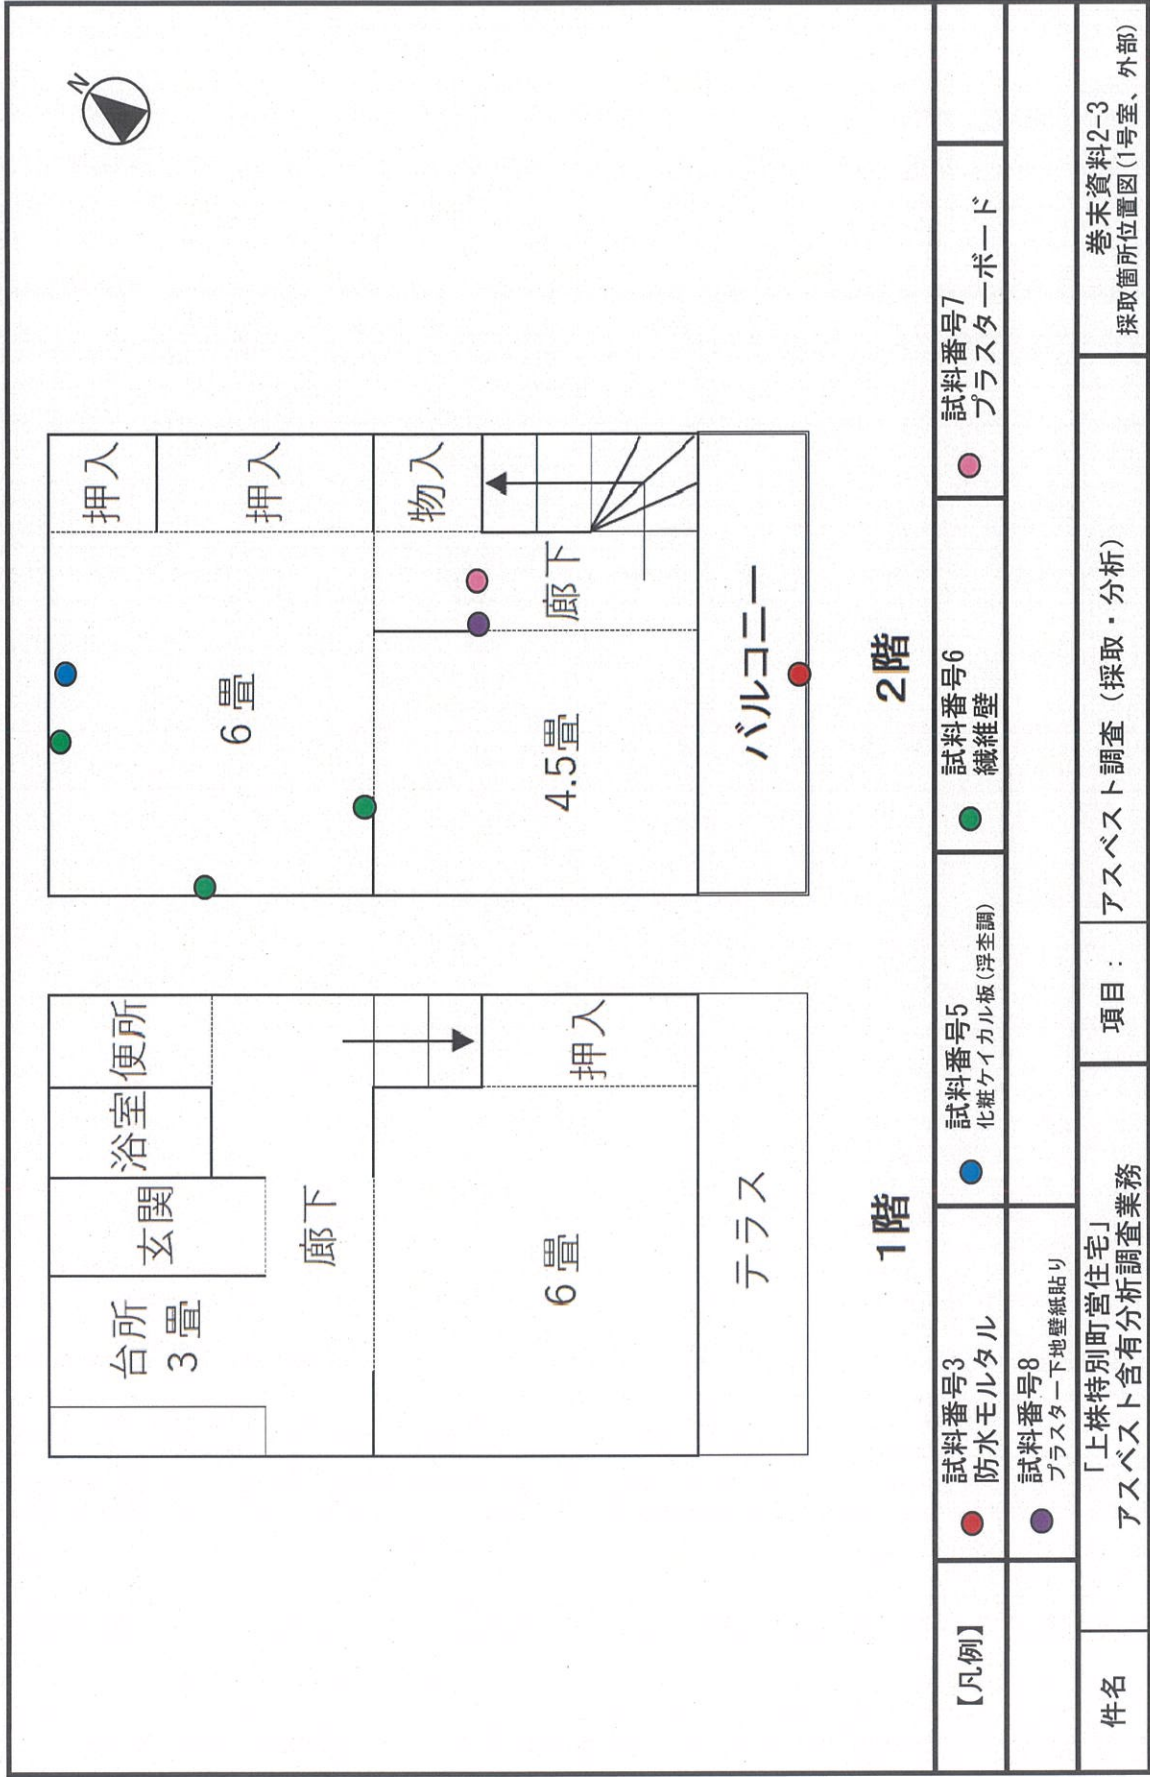 N
台所
3畳
玄関
浴室
便所
廊下
6畳
押入
テラス
1階
押入
押入
6畳
物入
廊下
4.5畳
バルコニー
2階
【凡例】
試料番号3
防水モルタル
試料番号5
化粧ケイカル板(浮杢調)
試料番号6
繊維壁
試料番号7
プラスターボード
試料番号8
プラスター下地壁紙貼り
件名
「上株特別町営住宅」
アスベスト含有分析調査業務
項目：
アスベスト調査（採取・分析）
巻末資料2-3
採取箇所位置図(1号室、外部)